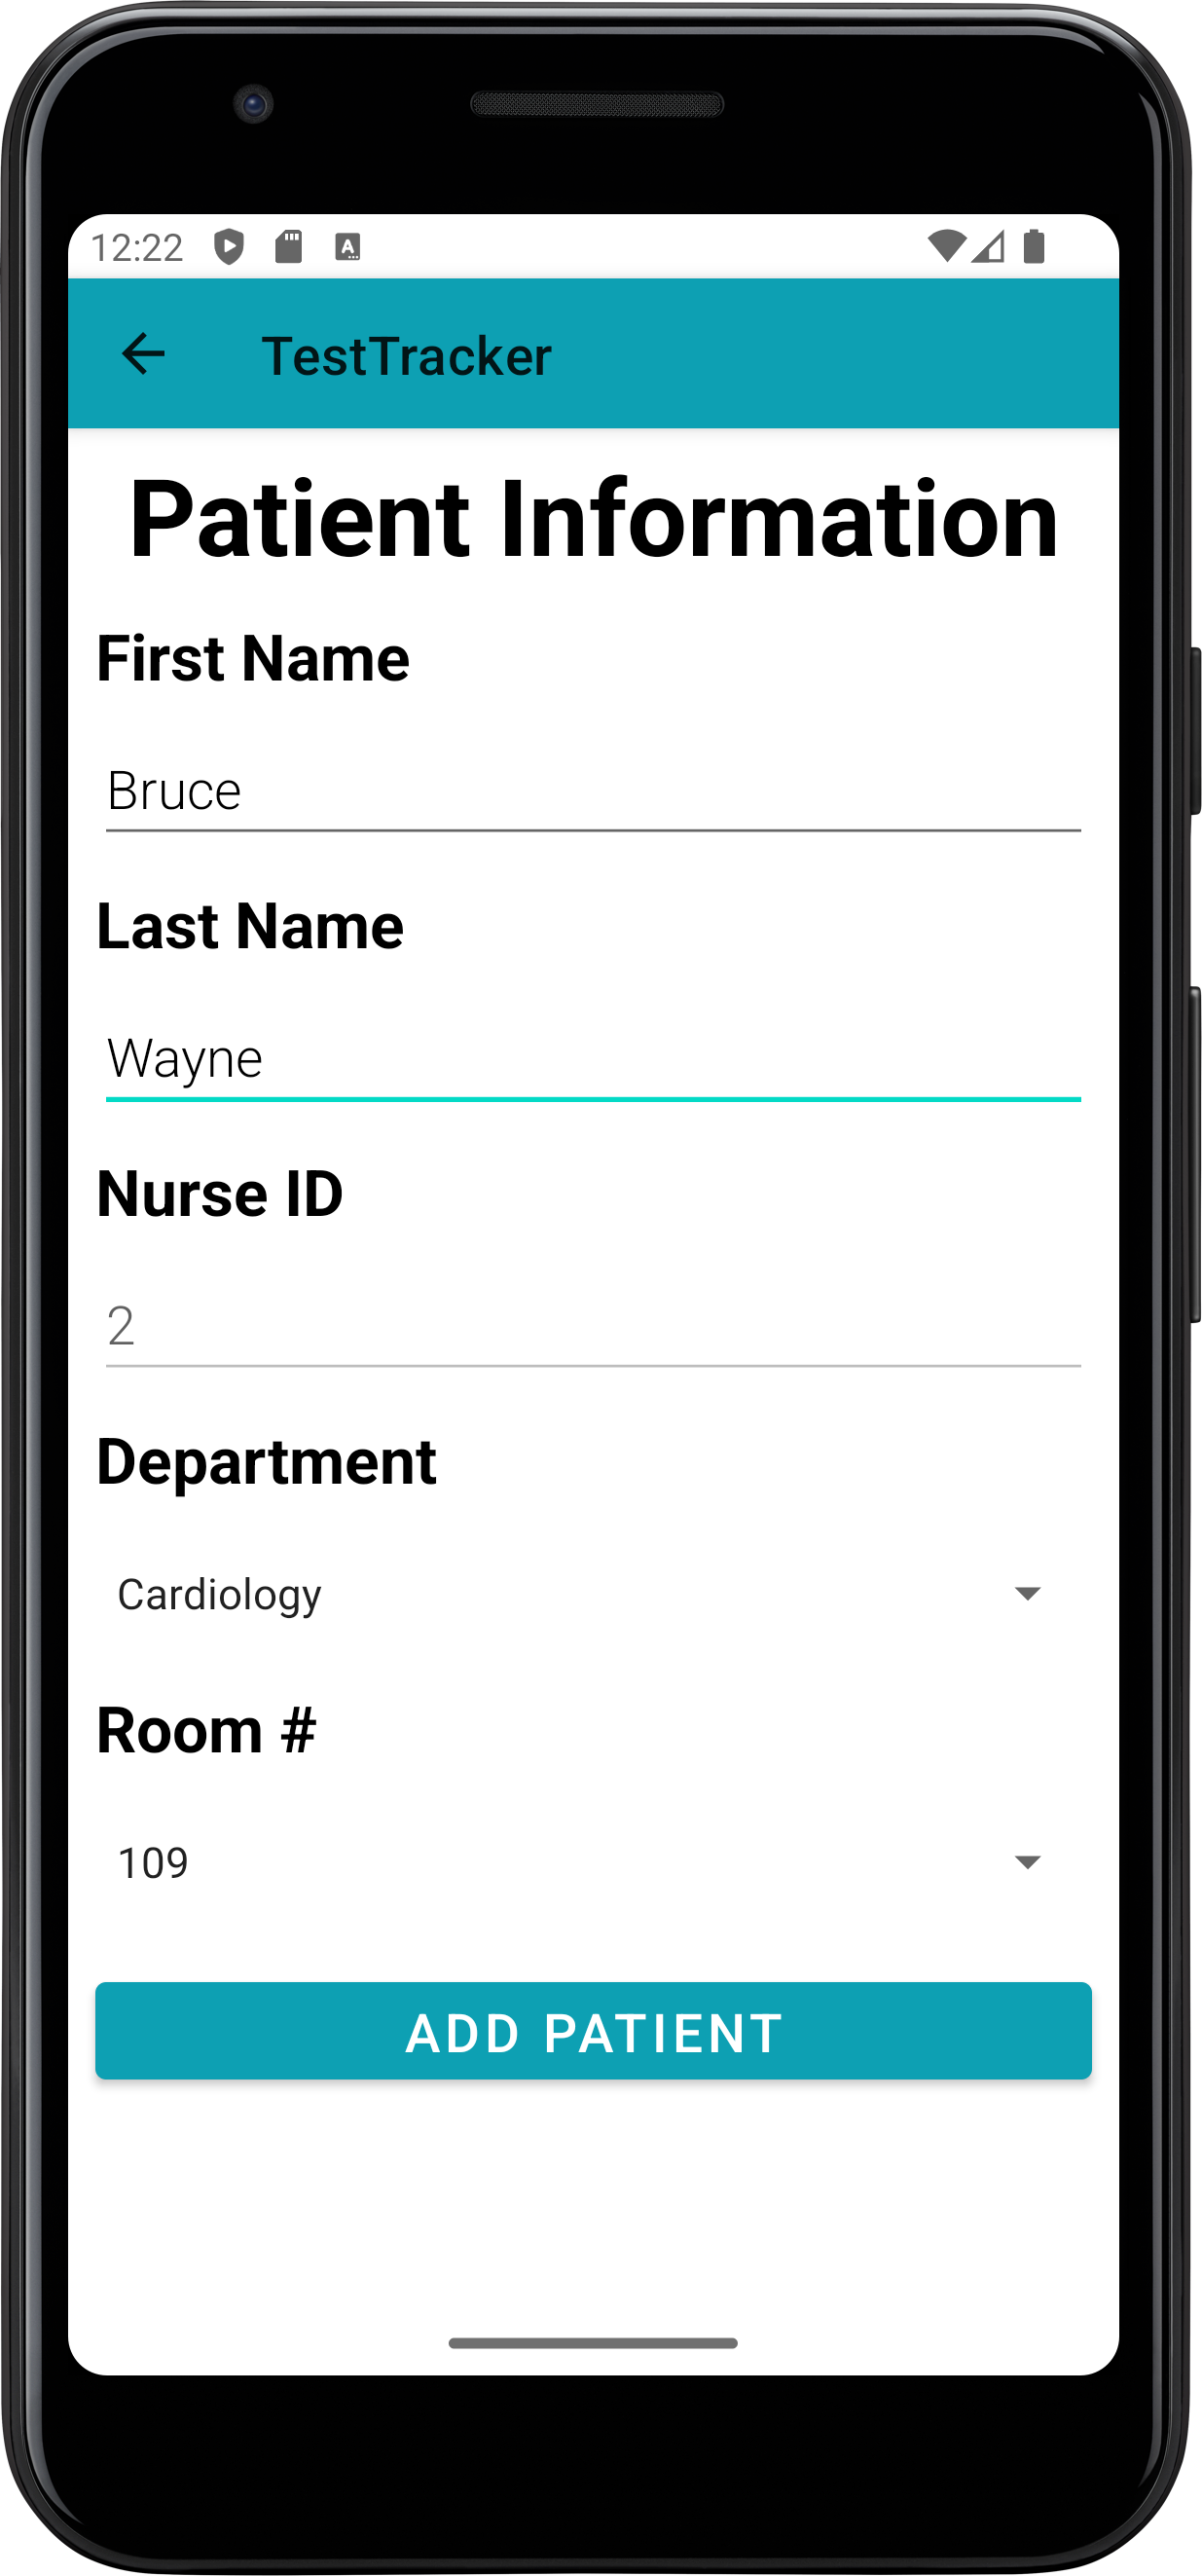 12:22
TestTracker
Patient Information
First Name
Bruce
Last Name
Wayne
Nurse ID
2
Department
Cardiology
Room #
109
ADD PATIENT